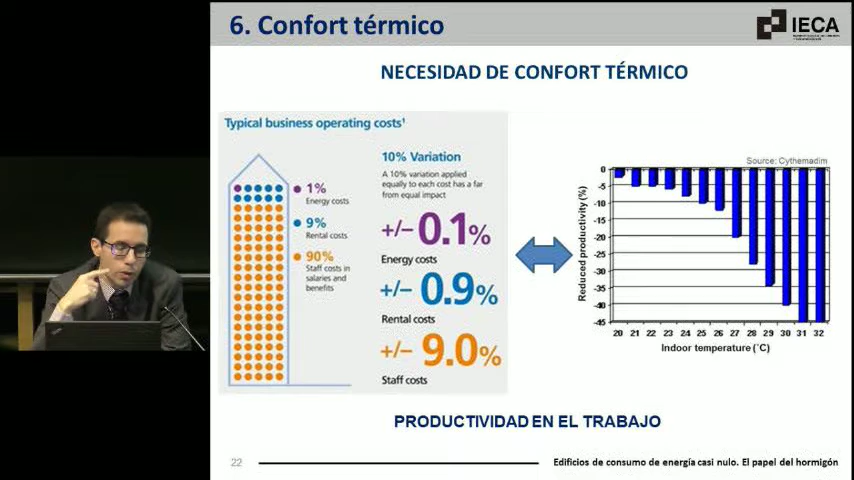 6. Confort térmico
IECA
NECESIDAD DE CONFORT TÉRMICO
Typical business operating costs¹
1%
Energy costs
9%
Rental costs
90%
Staff costs in
salaries and
benefits
10% Variation
A 10% variation applied
equally to each cost has a far
from equal impact
+/– 0.1%
Energy costs
+/– 0.9%
Rental costs
+/– 9.0%
Staff costs
Source: Cythemadim
Reduced productivity (%)
0
-5
-10
-15
-20
-25
-30
-35
-40
-45
20 21 22 23 24 25 26 27 28 29 30 31 32
Indoor temperature (°C)
PRODUCTIVIDAD EN EL TRABAJO
22
Edificios de consumo de energía casi nulo. El papel del hormigón